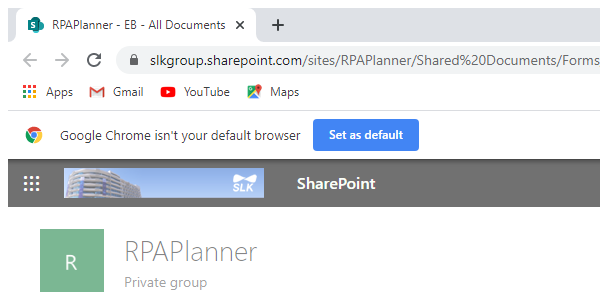 RPAPlanner - EB - All Documents
slkgroup.sharepoint.com/sites/RPAPlanner/Shared%20Documents/Forms
Apps Gmail YouTube Maps
Google Chrome isn't your default browser Set as default
SLK SharePoint
R RPAPlanner
Private group